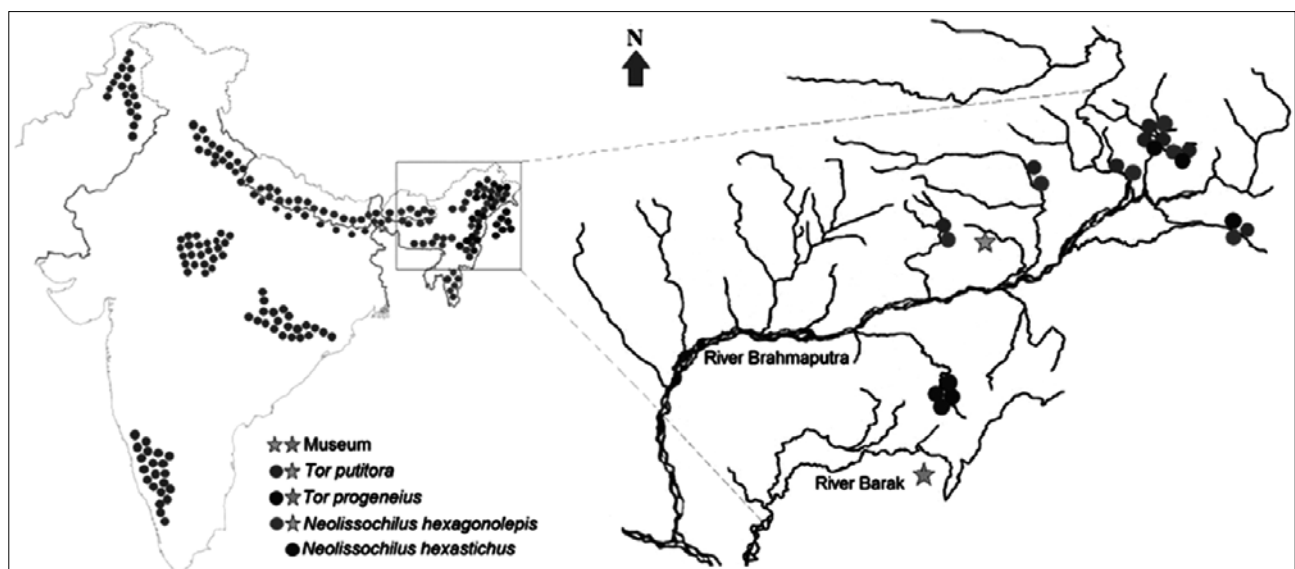 N
River Brahmaputra
River Barak
Museum
Tor putitora
Tor progeneius
Neolissochilus hexagonolepis
Neolissochilus hexastichus